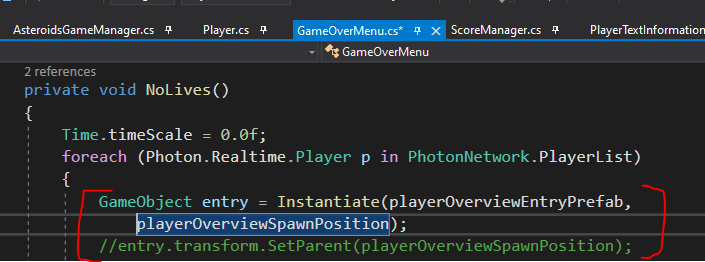 AsteroidsGameManager.cs Player.cs GameOverMenu.cs* ScoreManager.cs PlayerTextInformation
GameOverMenu
2 references
private void NoLives()
{
Time.timeScale = 0.0f;
foreach (Photon.Realtime.Player p in PhotonNetwork.PlayerList)
{
GameObject entry = Instantiate(playerOverviewEntryPrefab,
playerOverviewSpawnPosition);
//entry.transform.SetParent(playerOverviewSpawnPosition);